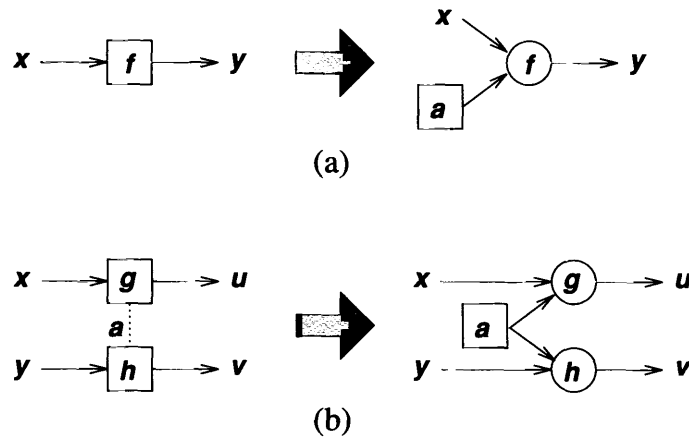 x f y x f y
a
(a)
x g u x g u
a a
y h v y h v
(b)